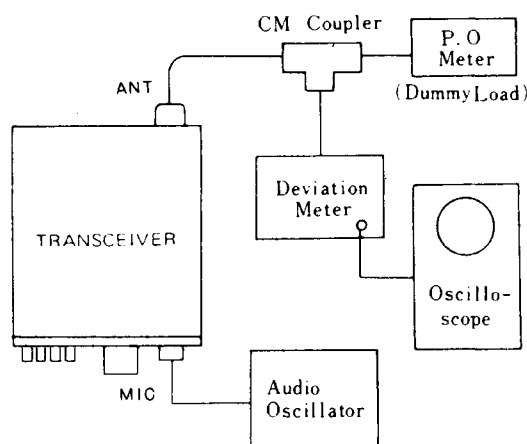 CM Coupler
P.O
Meter
(Dummy Load)
ANT
Deviation
Meter
TRANSCEIVER
Oscillo-
scope
MIC
Audio
Oscillator